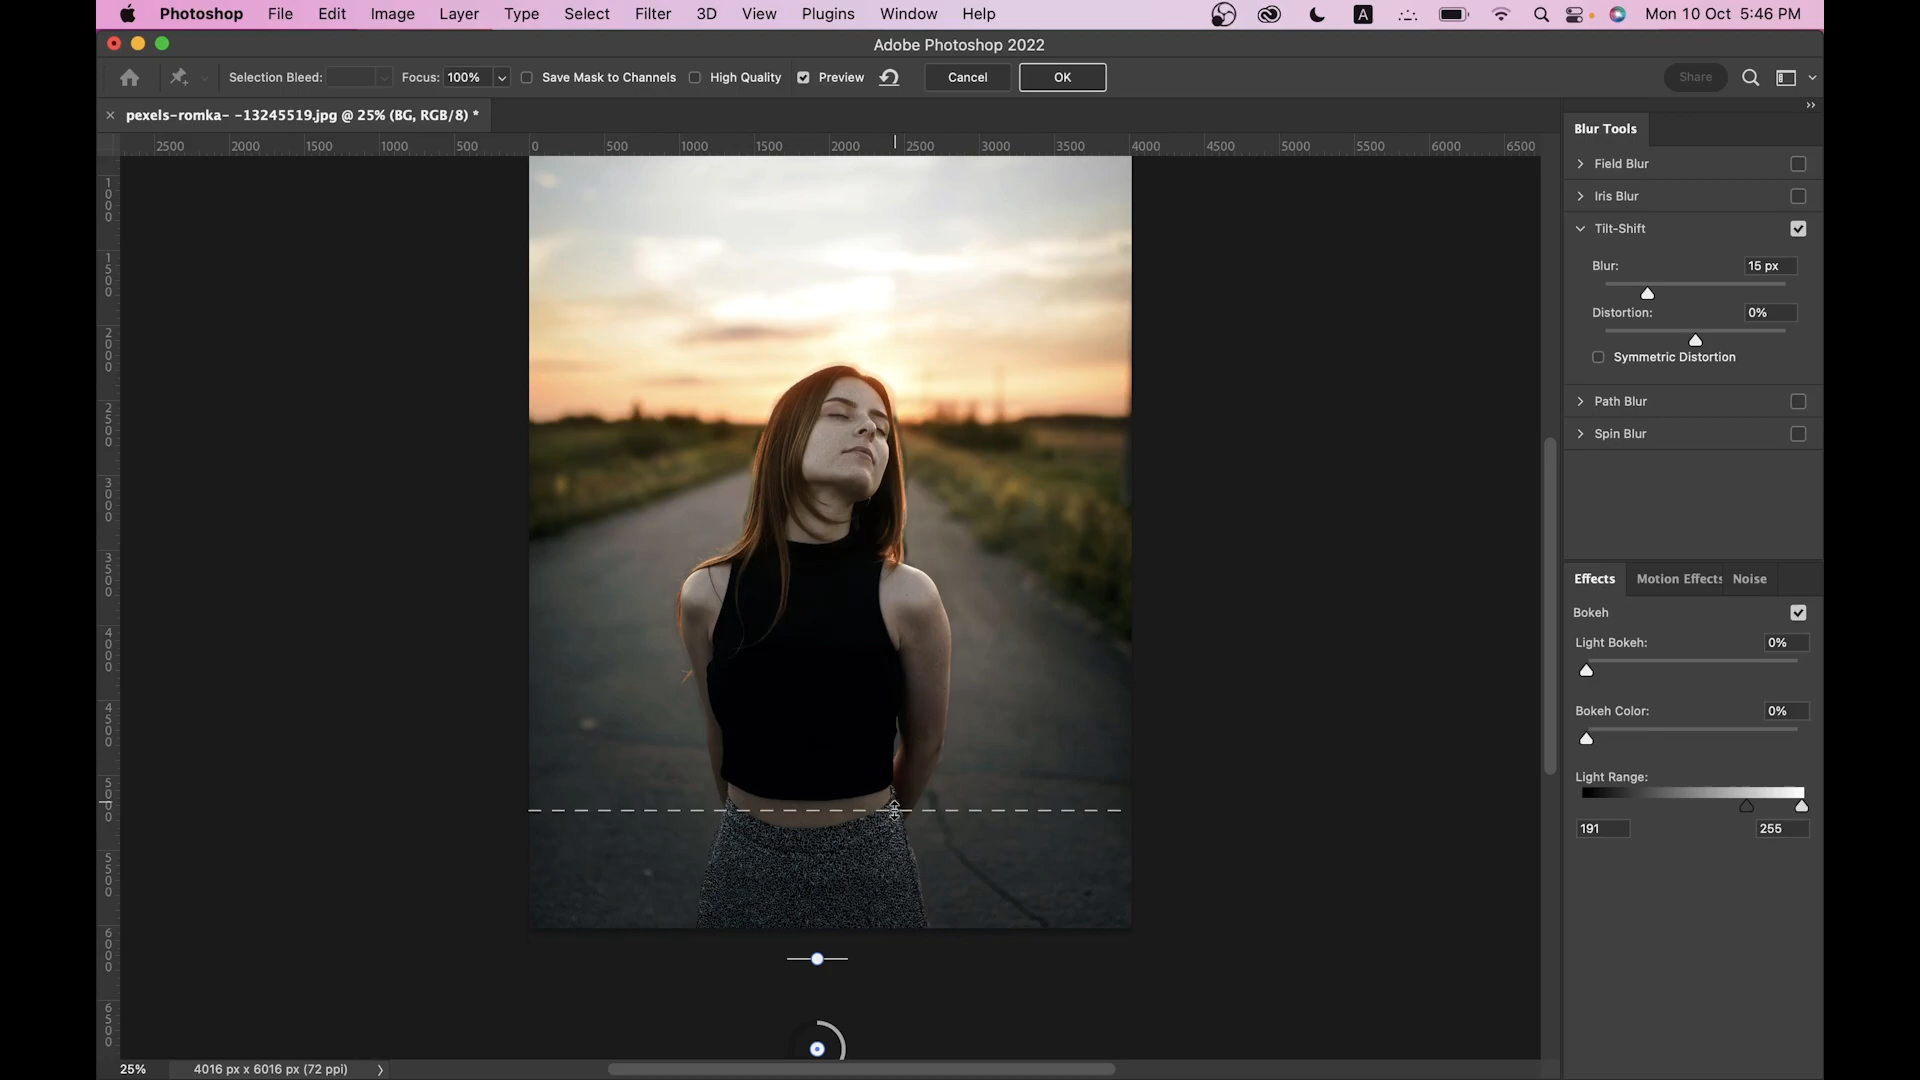 Photoshop File Edit Image Layer Type Select Filter 3D View Plugins Window Help A Mon 10 Oct 5:46 PM
Adobe Photoshop 2022
Selection Bleed: Focus: 100% Save Mask to Channels High Quality Preview Cancel OK Share
pexels-romka- -13245519.jpg @ 25% (BG, RGB/8) *
2500 2000 1500 1000 500 0 500 1000 1500 2000 2500 3000 3500 4000 4500 5000 5500 6000 6500
1000
1500
2000
2500
3000
3500
4000
4500
5000
5500
6000
6500
Blur Tools
Field Blur
Iris Blur
Tilt-Shift
Blur: 15 px
Distortion: 0%
Symmetric Distortion
Path Blur
Spin Blur
Effects Motion Effects Noise
Bokeh
Light Bokeh: 0%
Bokeh Color: 0%
Light Range:
191 255
25% 4016 px x 6016 px (72 ppi)